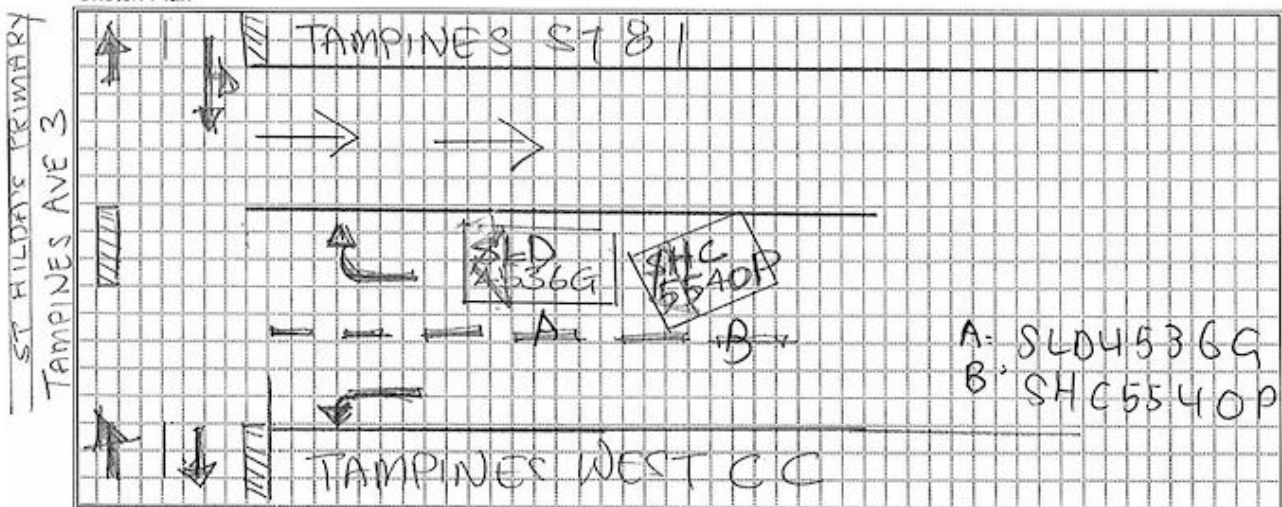 ST HILDA'S PRIMARY
TAMPINES AVE 3
TAMPINES ST 81
SLD
4536G
SHC
5540P
A
B
A: SLD4536G
B: SHC5540P
TAMPINES WEST CC